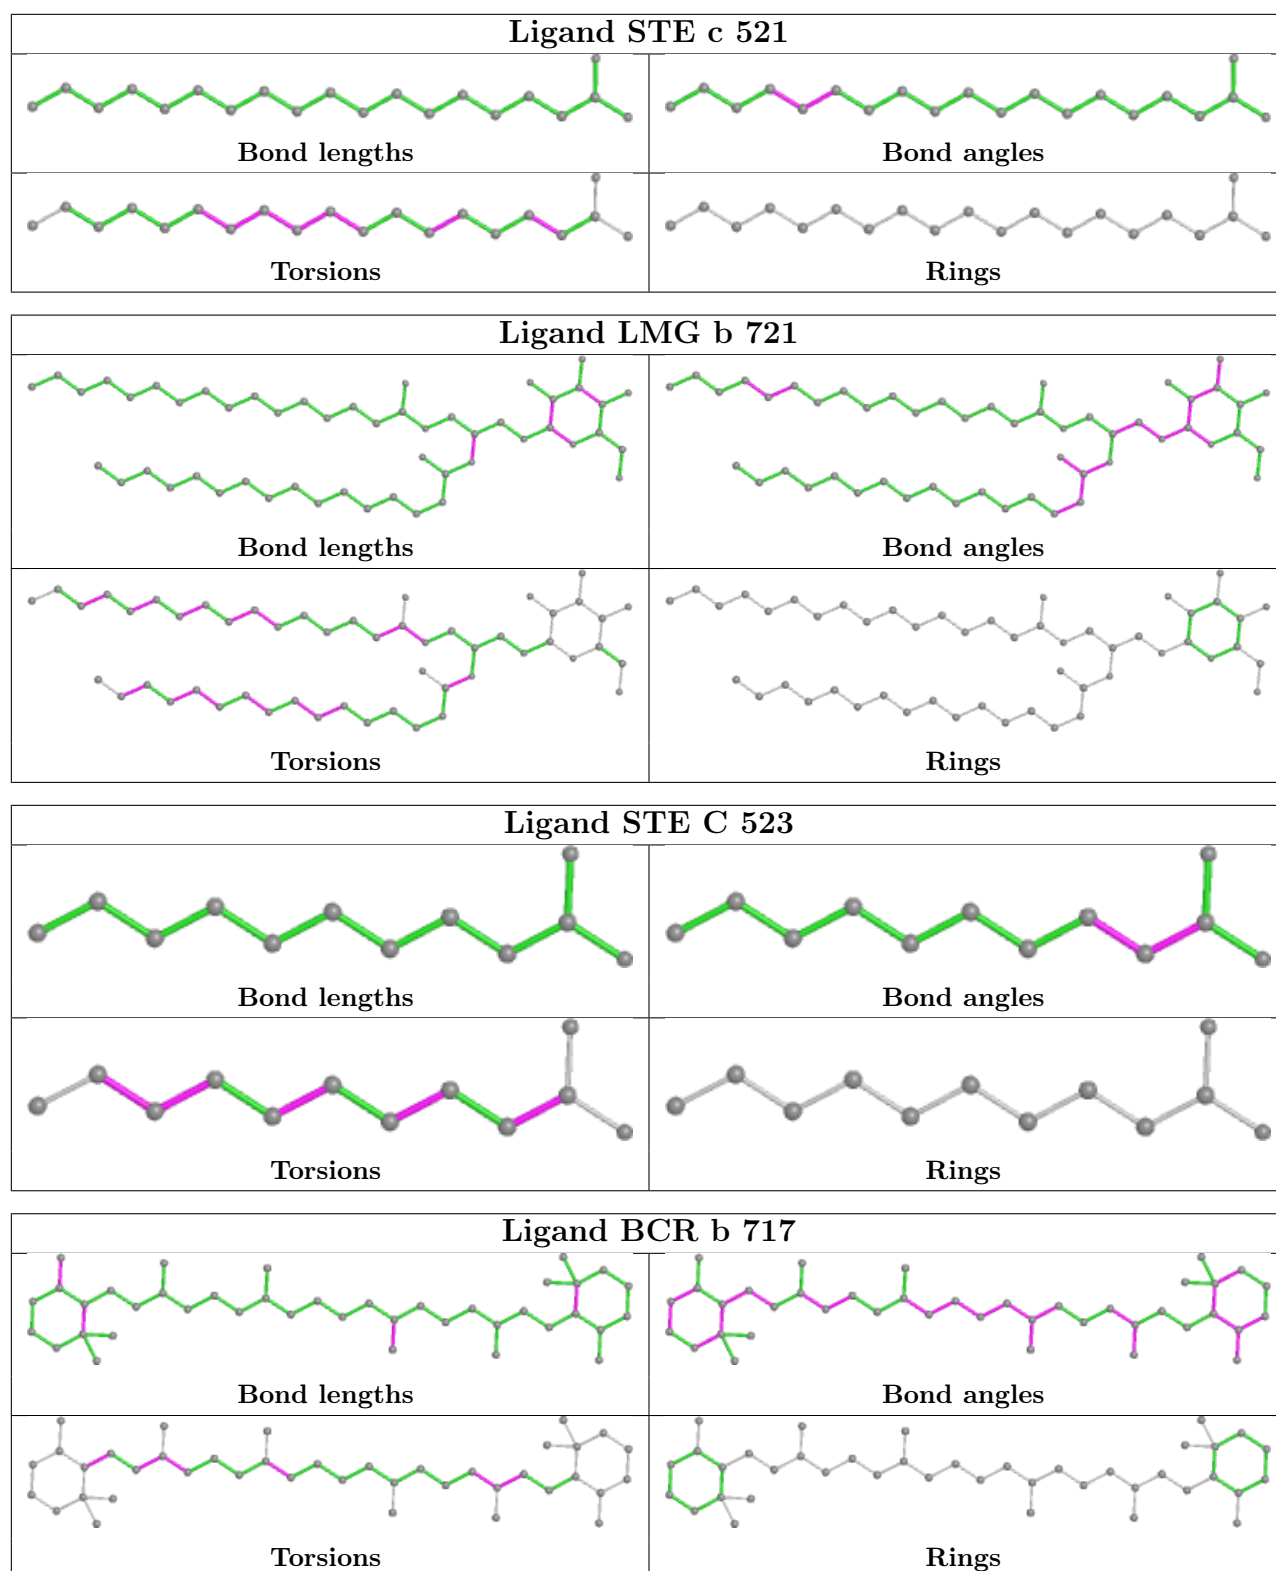 Ligand STE c 521
Bond lengths
Bond angles
Torsions
Rings
Ligand LMG b 721
Bond lengths
Bond angles
Torsions
Rings
Ligand STE C 523
Bond lengths
Bond angles
Torsions
Rings
Ligand BCR b 717
Bond lengths
Bond angles
Torsions
Rings